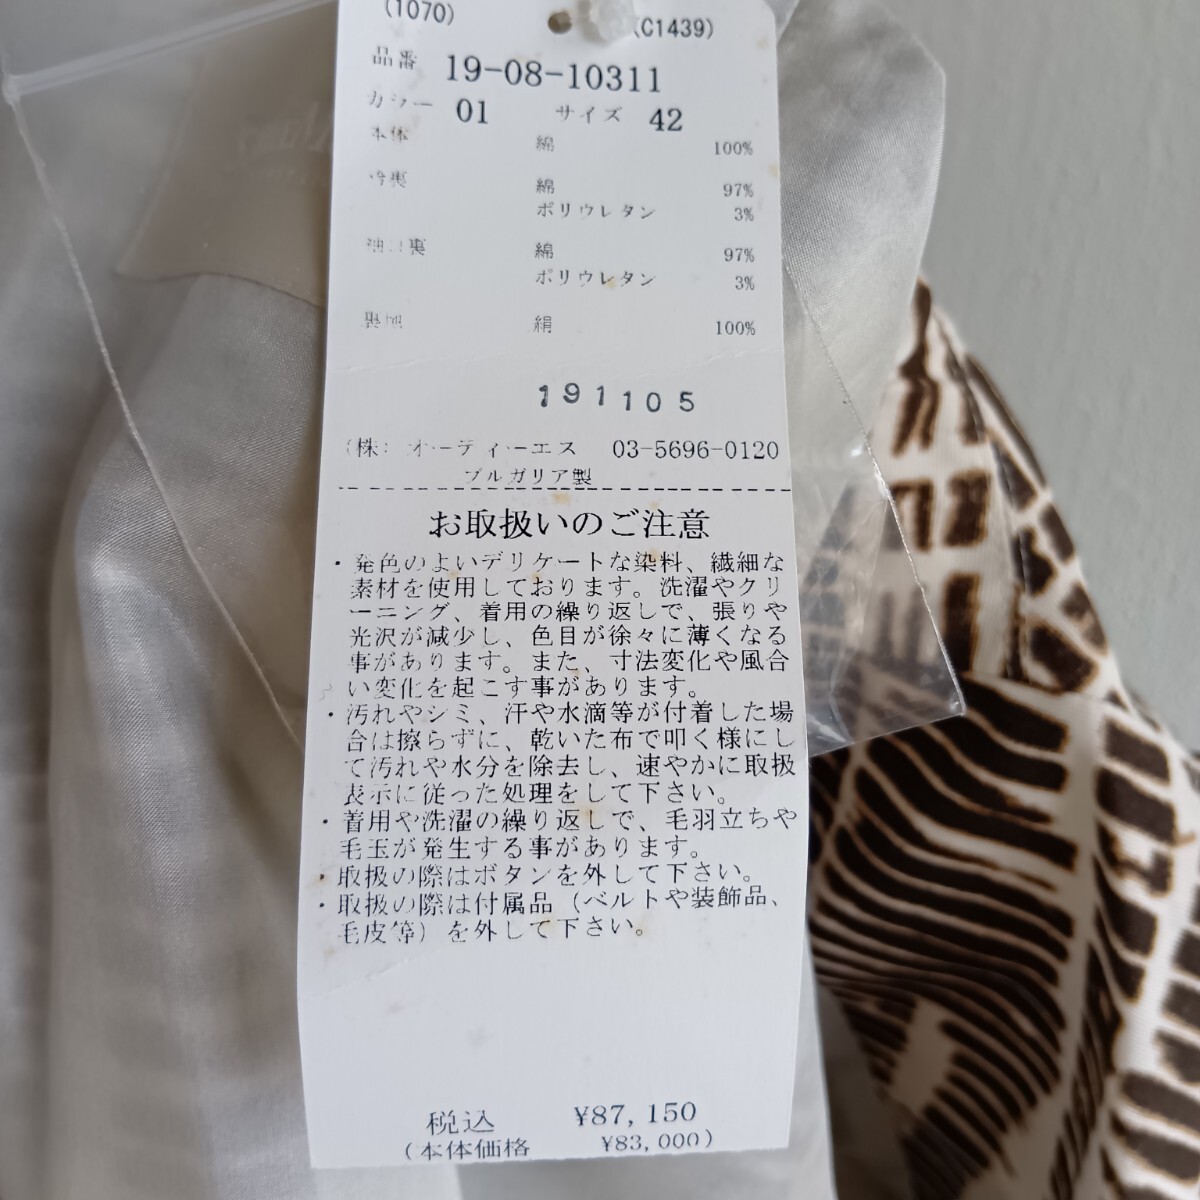 (1070)
(C1439)
品番 19-08-10311
カラー 01 サイズ 42
本体 綿 100%
衿裏 綿 97%
ポリウレタン 3%
袖口裏 綿 97%
ポリウレタン 3%
裏地 絹 100%
191105
(株) オーティーエス 03-5696-0120
ブルガリア製
お取扱いのご注意
・発色のよいデリケートな染料、繊細な
素材を使用しております。洗濯やクリ
ーニング、着用の繰り返しで、張りや
光沢が減少し、色目が徐々に薄くなる
事があります。また、寸法変化や風合
い変化を起こす事があります。
・汚れやシミ、汗や水滴等が付着した場
合は擦らずに、乾いた布で叩く様にし
て汚れや水分を除去し、速やかに取扱
表示に従った処理をして下さい。
・着用や洗濯の繰り返しで、毛羽立ちや
毛玉が発生する事があります。
・取扱の際はボタンを外して下さい。
・取扱の際は付属品（ベルトや装飾品、
毛皮等）を外して下さい。
税込 ¥87,150
(本体価格 ¥83,000)